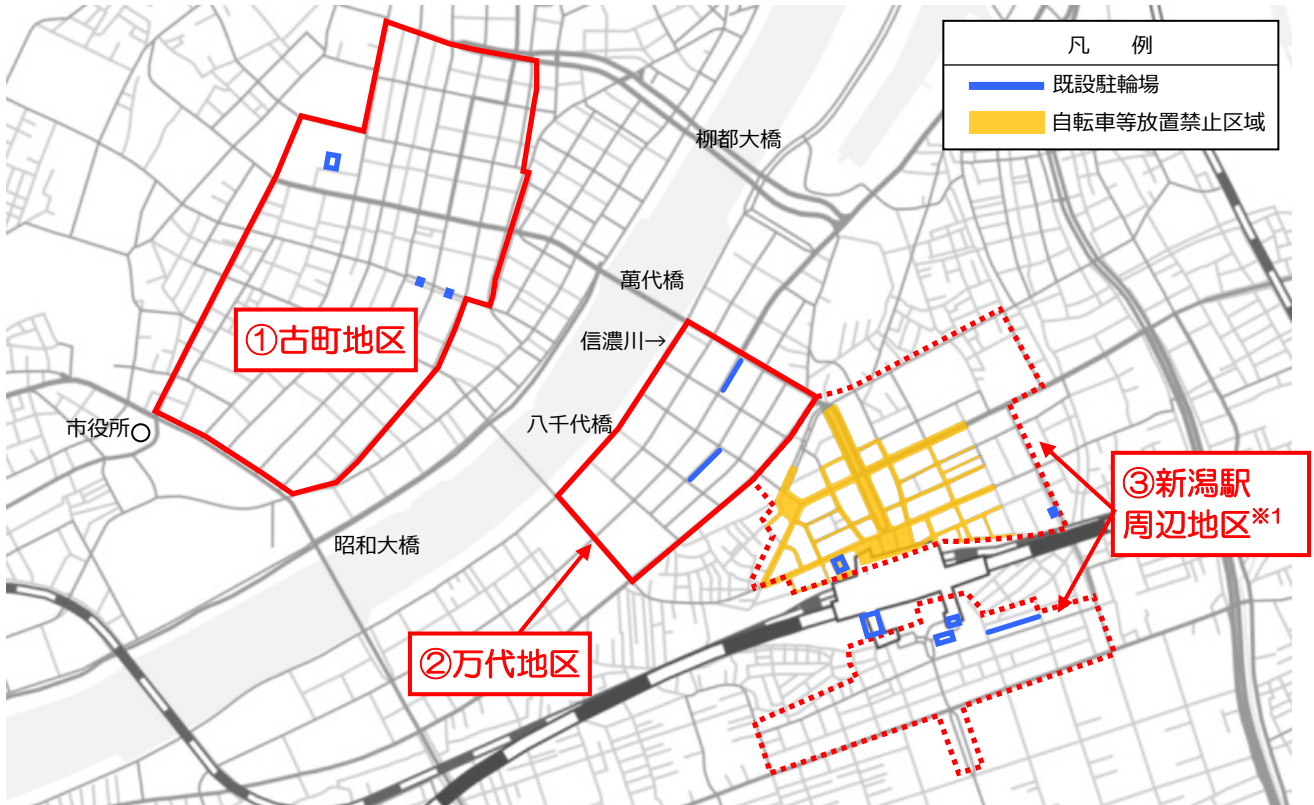 凡　例
既設駐輪場
自転車等放置禁止区域
柳都大橋
萬代橋
信濃川→
①古町地区
八千代橋
市役所
③新潟駅
周辺地区※1
昭和大橋
②万代地区